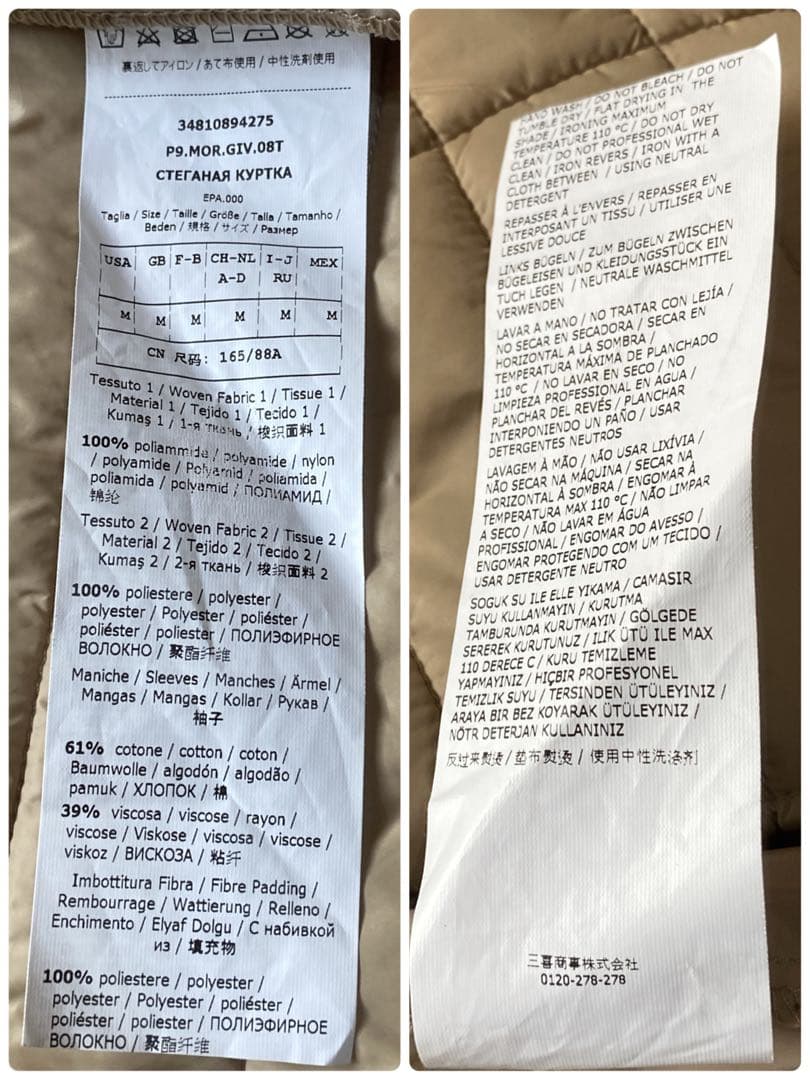 裏返してアイロン / あて布使用 / 中性洗剤使用
34810894275
P9.MOR.GIV.08T
СТЕГАНАЯ КУРТКА
EPA.000
Taglia / Size / Taille / Größe / Talla / Tamanho /
Beden / 規格 / サイズ / Размер
USA GB F-B CH-NL I-J MEX
A-D RU
M M M M M M
CN 尺码: 165/88A
Tessuto 1 / Woven Fabric 1 / Tissue 1 /
Material 1 / Tejido 1 / Tecido 1 /
Kumaş 1 / 1-я ткань / 梭织面料 1
100% poliammide / polyamide / nylon
/ polyamide / Polyamid / poliamida /
poliamida / polyamid / ПОЛИАМИД /
锦纶
Tessuto 2 / Woven Fabric 2 / Tissue 2 /
Material 2 / Tejido 2 / Tecido 2 /
Kumaş 2 / 2-я ткань / 梭织面料 2
100% poliestere / polyester /
polyester / Polyester / poliéster /
poliéster / poliester / ПОЛИЭФИРНОЕ
ВОЛОКНО / 聚酯纤维
Maniche / Sleeves / Manches / Ärmel /
Mangas / Mangas / Kollar / Рукав /
袖子
61% cotone / cotton / coton /
Baumwolle / algodón / algodão /
pamuk / ХЛОПОК / 棉
39% viscosa / viscose / rayon /
viscose / Viskose / viscosa / viscose /
viskoz / ВИСКОЗА / 粘纤
Imbottitura Fibra / Fibre Padding /
Rembourrage / Wattierung / Relleno /
Enchimento / Elyaf Dolgu / С набивкой
из / 填充物
100% poliestere / polyester /
polyester / Polyester / poliéster /
poliéster / poliester / ПОЛИЭФИРНОЕ
ВОЛОКНО / 聚酯纤维
HAND WASH / DO NOT BLEACH / DO NOT
TUMBLE DRY / FLAT DRYING IN THE
SHADE / IRONING MAXIMUM
TEMPERATURE 110 °C / DO NOT DRY
CLEAN / DO NOT PROFESSIONAL WET
CLEAN / IRON REVERS / IRON WITH A
CLOTH BETWEEN / USING NEUTRAL
DETERGENT
REPASSER À L'ENVERS / REPASSER EN
INTERPOSANT UN TISSU / UTILISER UNE
LESSIVE DOUCE
LINKS BÜGELN / ZUM BÜGELN ZWISCHEN
BÜGELEISEN UND KLEIDUNGSSTÜCK EIN
TUCH LEGEN / NEUTRALE WASCHMITTEL
VERWENDEN
LAVAR A MANO / NO TRATAR CON LEJÍA /
NO SECAR EN SECADORA / SECAR EN
HORIZONTAL A LA SOMBRA /
TEMPERATURA MÁXIMA DE PLANCHADO
110 °C / NO LAVAR EN SECO / NO
LIMPIEZA PROFESIONAL EN AGUA /
PLANCHAR DEL REVÉS / PLANCHAR
INTERPONIENDO UN PAÑO / USAR
DETERGENTES NEUTROS
LAVAGEM À MÃO / NÃO USAR LIXÍVIA /
NÃO SECAR NA MÁQUINA / SECAR NA
HORIZONTAL À SOMBRA / ENGOMAR À
TEMPERATURA MAX 110 °C / NÃO LIMPAR
A SECO / NÃO LAVAR EM ÁGUA
PROFISSIONAL / ENGOMAR DO AVESSO /
ENGOMAR PROTEGENDO COM UM TECIDO /
USAR DETERGENTE NEUTRO
SOGUK SU ILE ELLE YIKAMA / CAMASIR
SUYU KULLANMAYIN / KURUTMA
TAMBURUNDA KURUTMAYIN / GÖLGEDE
SEREREK KURUTUNUZ / ILIK ÜTÜ ILE MAX
110 DERECE C / KURU TEMIZLEME
YAPMAYINIZ / HIÇBIR PROFESYONEL
TEMIZLIK SUYU / TERSINDEN ÜTÜLEYINIZ /
ARAYA BIR BEZ KOYARAK ÜTÜLEYINIZ /
NÖTR DETERJAN KULLANINIZ
反过来熨烫 / 垫布熨烫 / 使用中性洗涤剂
三喜商事株式会社
0120-278-278